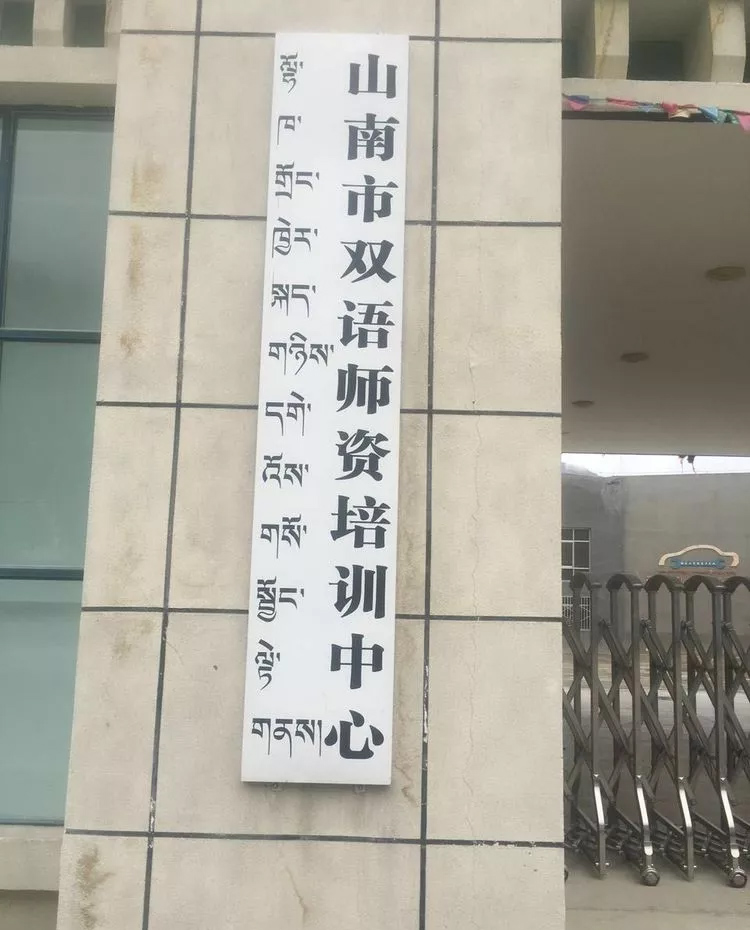 ལྷོ་
ཁ་
གྲོང་
ཁྱེར་
སྐད་
གཉིས་
དགེ་
འོས་
གསོ་
སྦྱོང་
ལྟེ་
གནས།
山南市双语师资培训中心